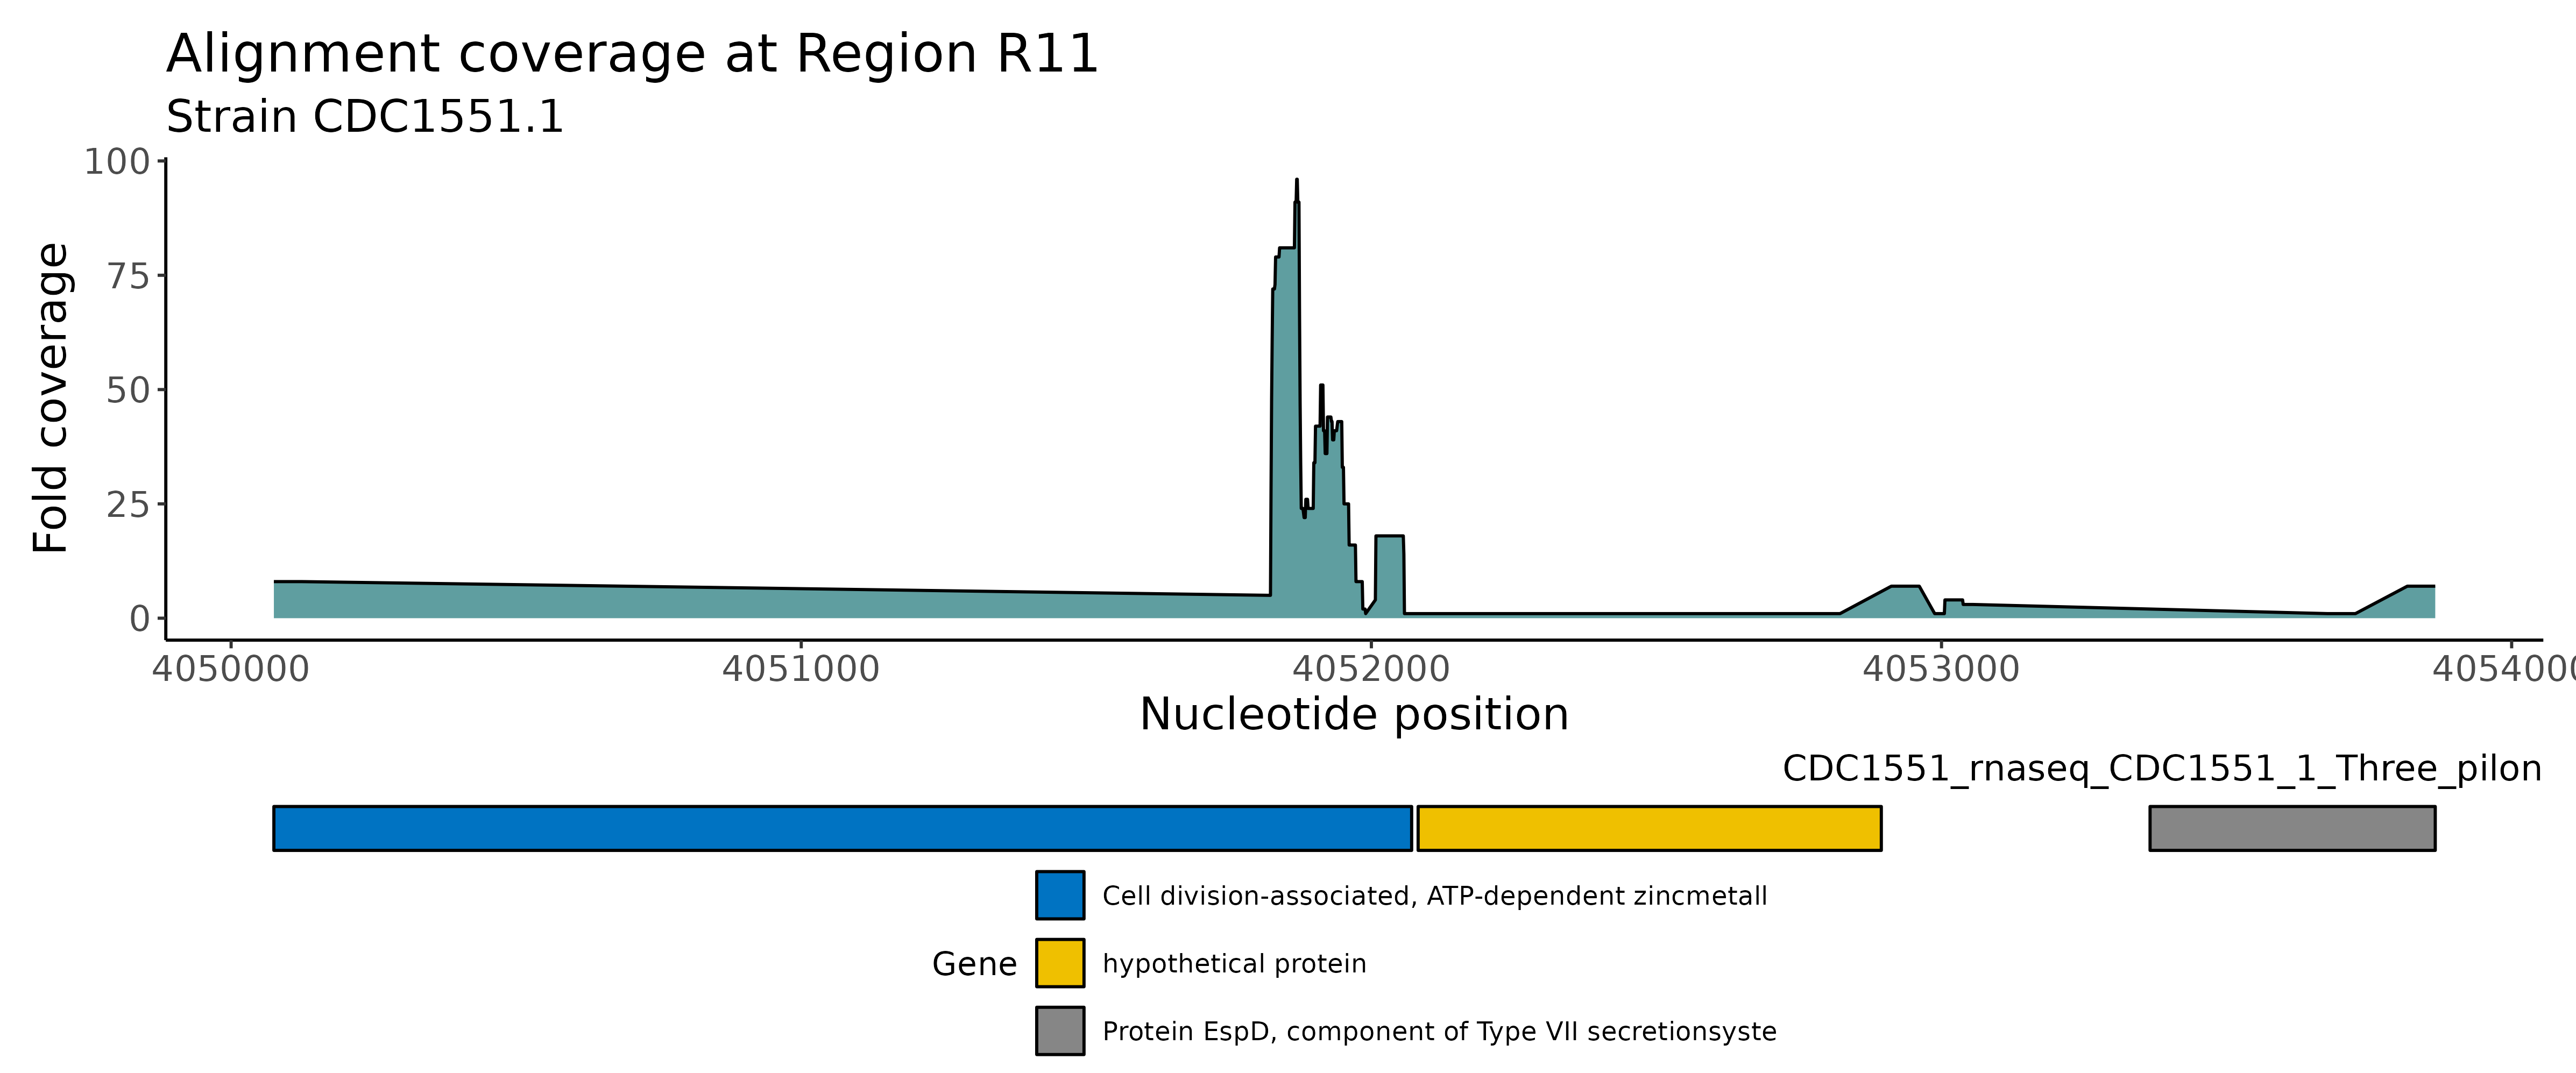 Alignment coverage at Region R11
Strain CDC1551.1
Fold coverage
100
75
50
25
0
4050000 4051000 4052000 4053000 405400
Nucleotide position
CDC1551_rnaseq_CDC1551_1_Three_pilon
Gene
Cell division-associated, ATP-dependent zincmetall
hypothetical protein
Protein EspD, component of Type VII secretionsyste